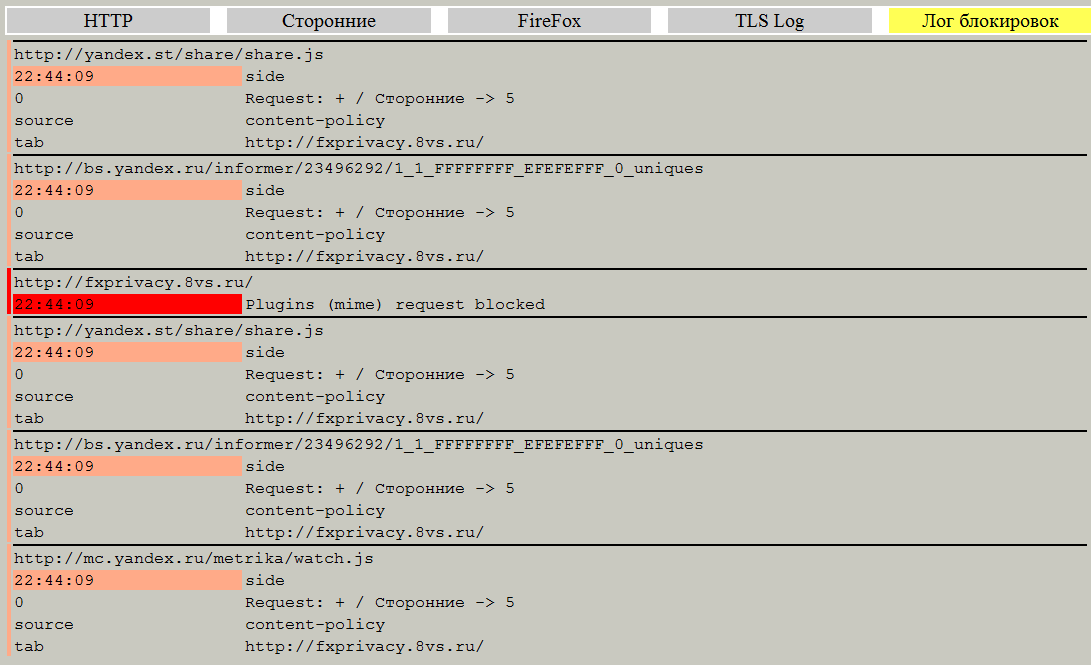 HTTP Сторонние FireFox TLS Log Лог блокировок
http://yandex.st/share/share.js
22:44:09 side
0 Request: + / Сторонние -> 5
source content-policy
tab http://fxprivacy.8vs.ru/
http://bs.yandex.ru/informer/23496292/1_1_FFFFFFFF_EFEFEFFF_0_uniques
22:44:09 side
0 Request: + / Сторонние -> 5
source content-policy
tab http://fxprivacy.8vs.ru/
http://fxprivacy.8vs.ru/
22:44:09 Plugins (mime) request blocked
http://yandex.st/share/share.js
22:44:09 side
0 Request: + / Сторонние -> 5
source content-policy
tab http://fxprivacy.8vs.ru/
http://bs.yandex.ru/informer/23496292/1_1_FFFFFFFF_EFEFEFFF_0_uniques
22:44:09 side
0 Request: + / Сторонние -> 5
source content-policy
tab http://fxprivacy.8vs.ru/
http://mc.yandex.ru/metrika/watch.js
22:44:09 side
0 Request: + / Сторонние -> 5
source content-policy
tab http://fxprivacy.8vs.ru/